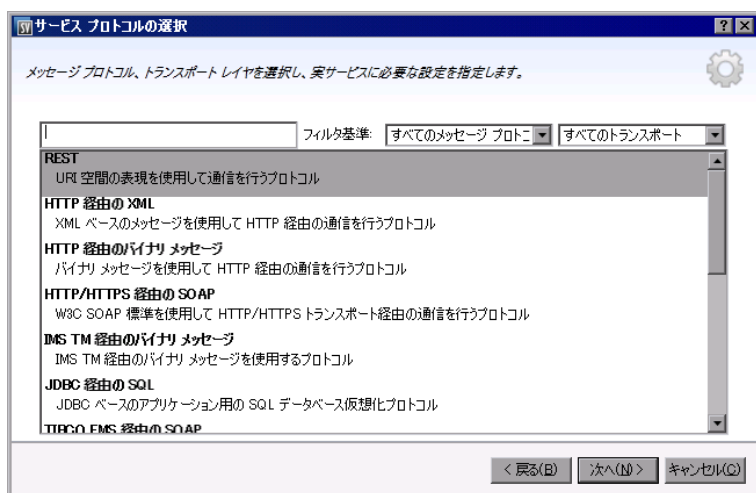 SV サービス プロトコルの選択
メッセージ プロトコル、トランスポート レイヤを選択し、実サービスに必要な設定を指定します。
フィルタ基準: すべてのメッセージ プロトコ すべてのトランスポート
REST
URI 空間の表現を使用して通信を行うプロトコル
HTTP 経由の XML
XML ベースのメッセージを使用して HTTP 経由の通信を行うプロトコル
HTTP 経由のバイナリ メッセージ
バイナリ メッセージを使用して HTTP 経由の通信を行うプロトコル
HTTP/HTTPS 経由の SOAP
W3C SOAP 標準を使用して HTTP/HTTPS トランスポート経由の通信を行うプロトコル
IMS TM 経由のバイナリ メッセージ
IMS TM 経由のバイナリ メッセージを使用するプロトコル
JDBC 経由の SQL
JDBC ベースのアプリケーション用の SQL データベース仮想化プロトコル
TIBCO EMS 経由の SOAP
< 戻る(B) 次へ(N) > キャンセル(C)